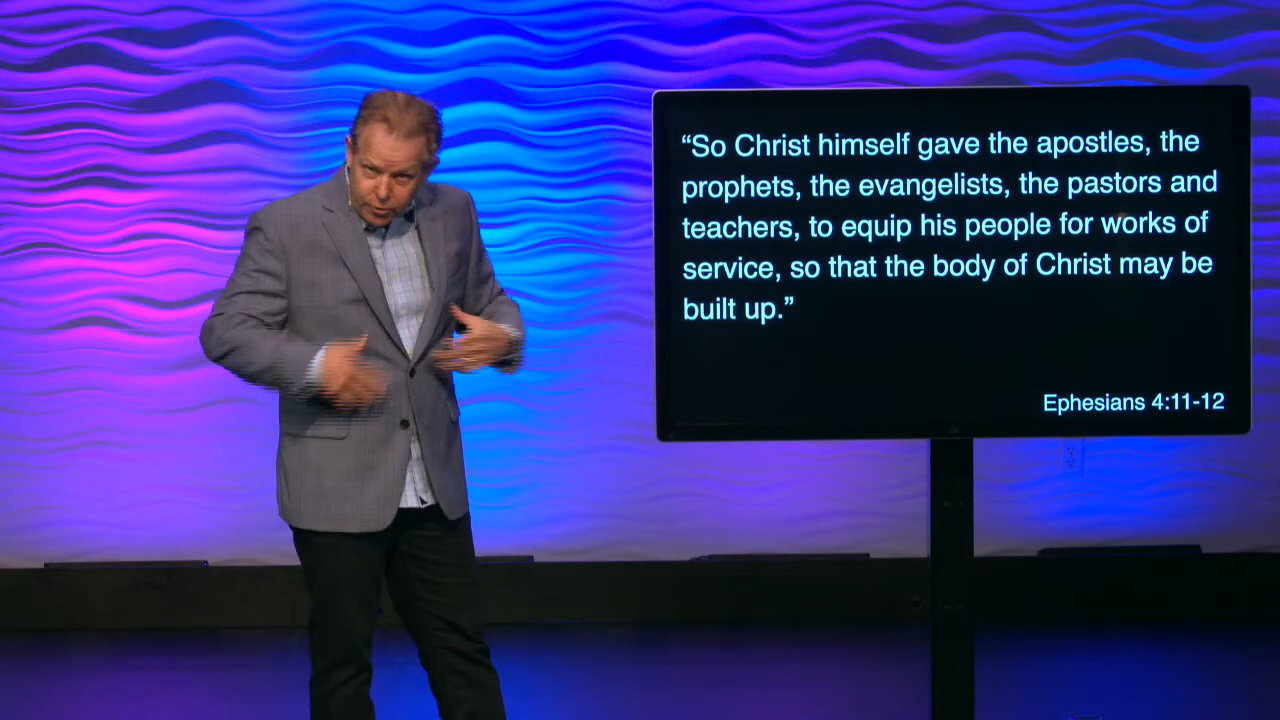 “So Christ himself gave the apostles, the
prophets, the evangelists, the pastors and
teachers, to equip his people for works of
service, so that the body of Christ may be
built up.”
Ephesians 4:11-12